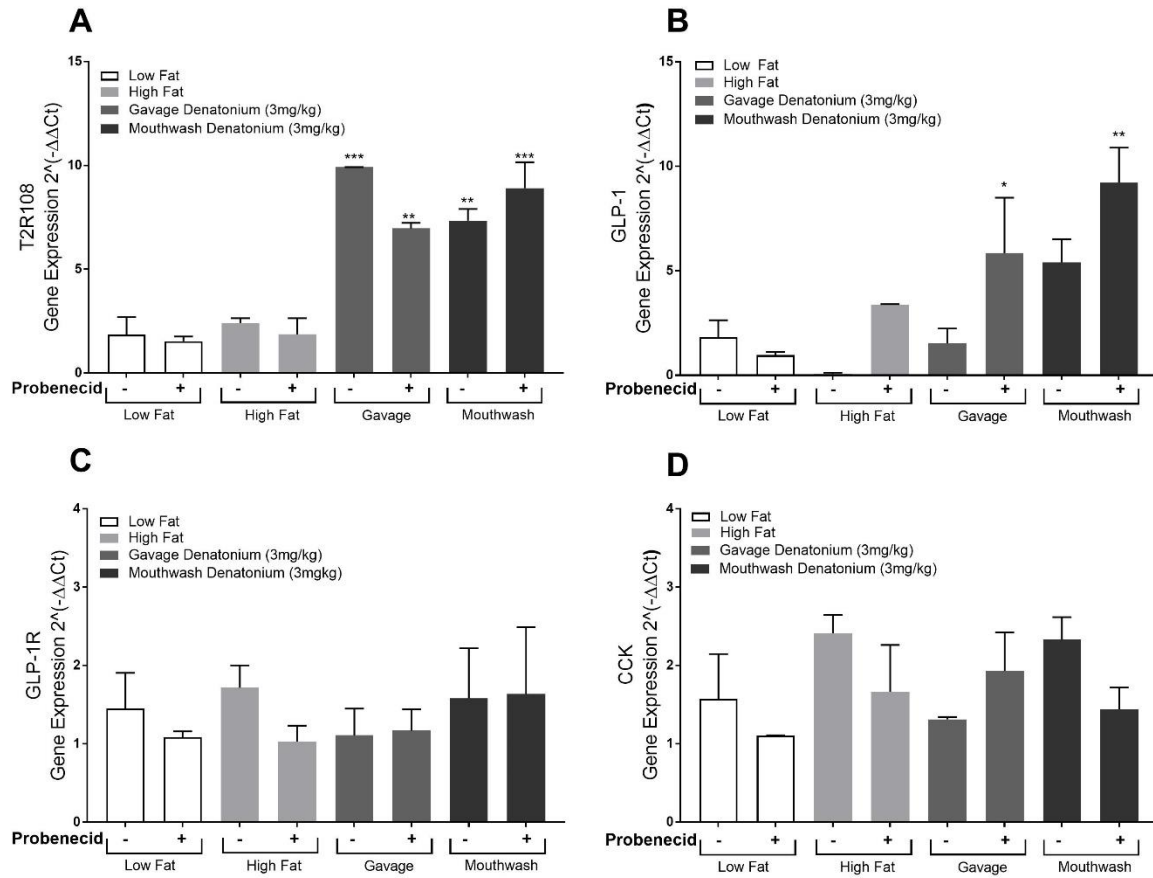 A
15
10
5
0
T2R108
Gene Expression 2^(-ΔΔCt)
Low Fat
High Fat
Gavage Denatonium (3mg/kg)
Mouthwash Denatonium (3mg/kg)
***
**
**
***
Probenecid - + - + - + - +
Low Fat High Fat Gavage Mouthwash
B
15
10
5
0
GLP-1
Gene Expression 2^(-ΔΔCt)
Low Fat
High Fat
Gavage Denatonium (3mg/kg)
Mouthwash Denatonium (3mg/kg)
*
**
Probenecid - + - + - + - +
Low Fat High Fat Gavage Mouthwash
C
4
3
2
1
0
GLP-1R
Gene Expression 2^(-ΔΔCt)
Low Fat
High Fat
Gavage Denatonium (3mg/kg)
Mouthwash Denatonium (3mgkg)
Probenecid - + - + - + - +
Low Fat High Fat Gavage Mouthwash
D
4
3
2
1
0
CCK
Gene Expression 2^(-ΔΔCt)
Low Fat
High Fat
Gavage Denatonium (3mg/kg)
Mouthwash Denatonium (3mg/kg)
Probenecid - + - + - + - +
Low Fat High Fat Gavage Mouthwash